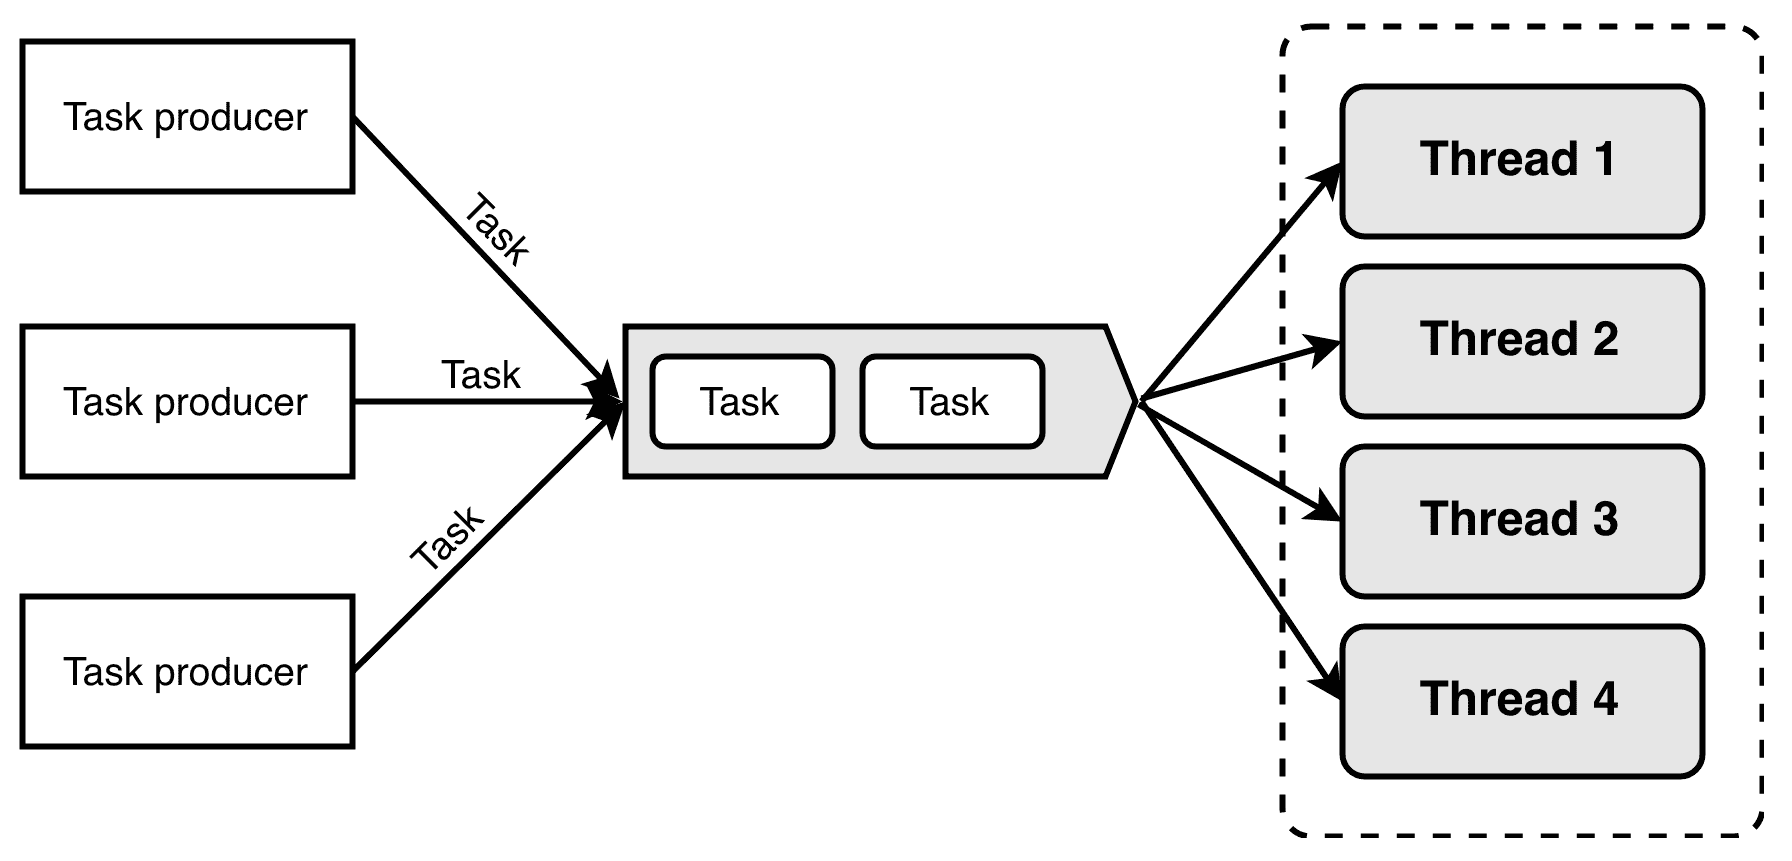 Task producer
Task
Task producer
Task
Task producer
Task
Task
Task
Thread 1
Thread 2
Thread 3
Thread 4